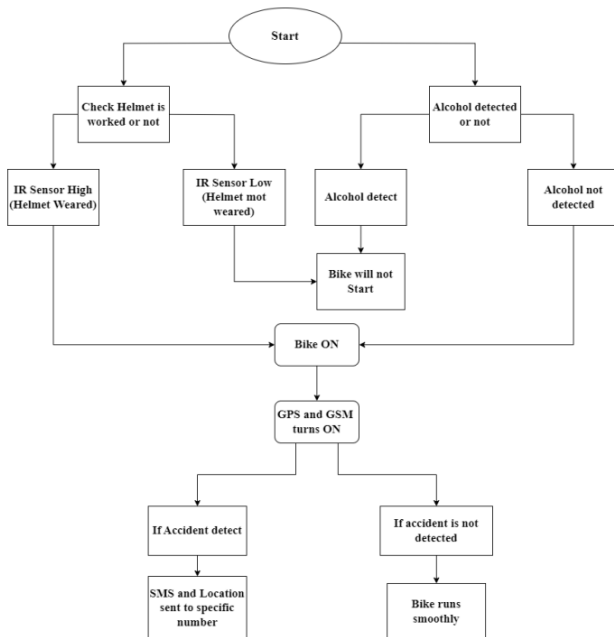 Start
Check Helmet is
worked or not
Alcohol detected
or not
IR Sensor High
(Helmet Weared)
IR Sensor Low
(Helmet mot
weared)
Alcohol detect
Alcohol not
detected
Bike will not
Start
Bike ON
GPS and GSM
turns ON
If Accident detect
If accident is not
detected
SMS and Location
sent to specific
number
Bike runs
smoothly